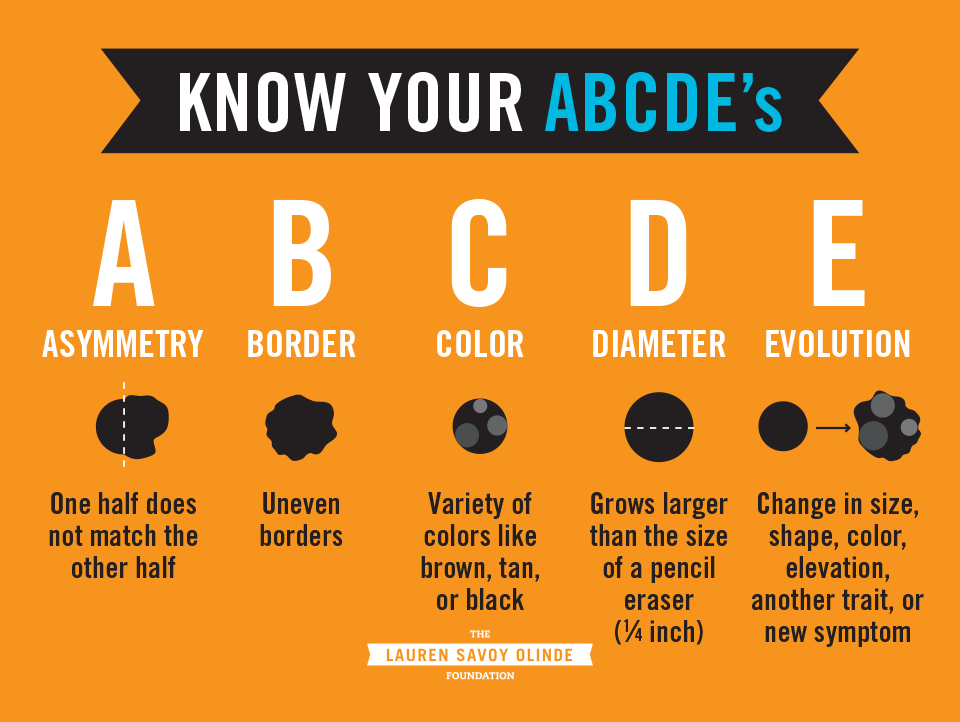 KNOW YOUR ABCDE's
A
ASYMMETRY
One half does
not match the
other half
B
BORDER
Uneven
borders
C
COLOR
Variety of
colors like
brown, tan,
or black
D
DIAMETER
Grows larger
than the size
of a pencil
eraser
(¼ inch)
E
EVOLUTION
Change in size,
shape, color,
elevation,
another trait, or
new symptom
THE
LAUREN SAVOY OLINDE
FOUNDATION